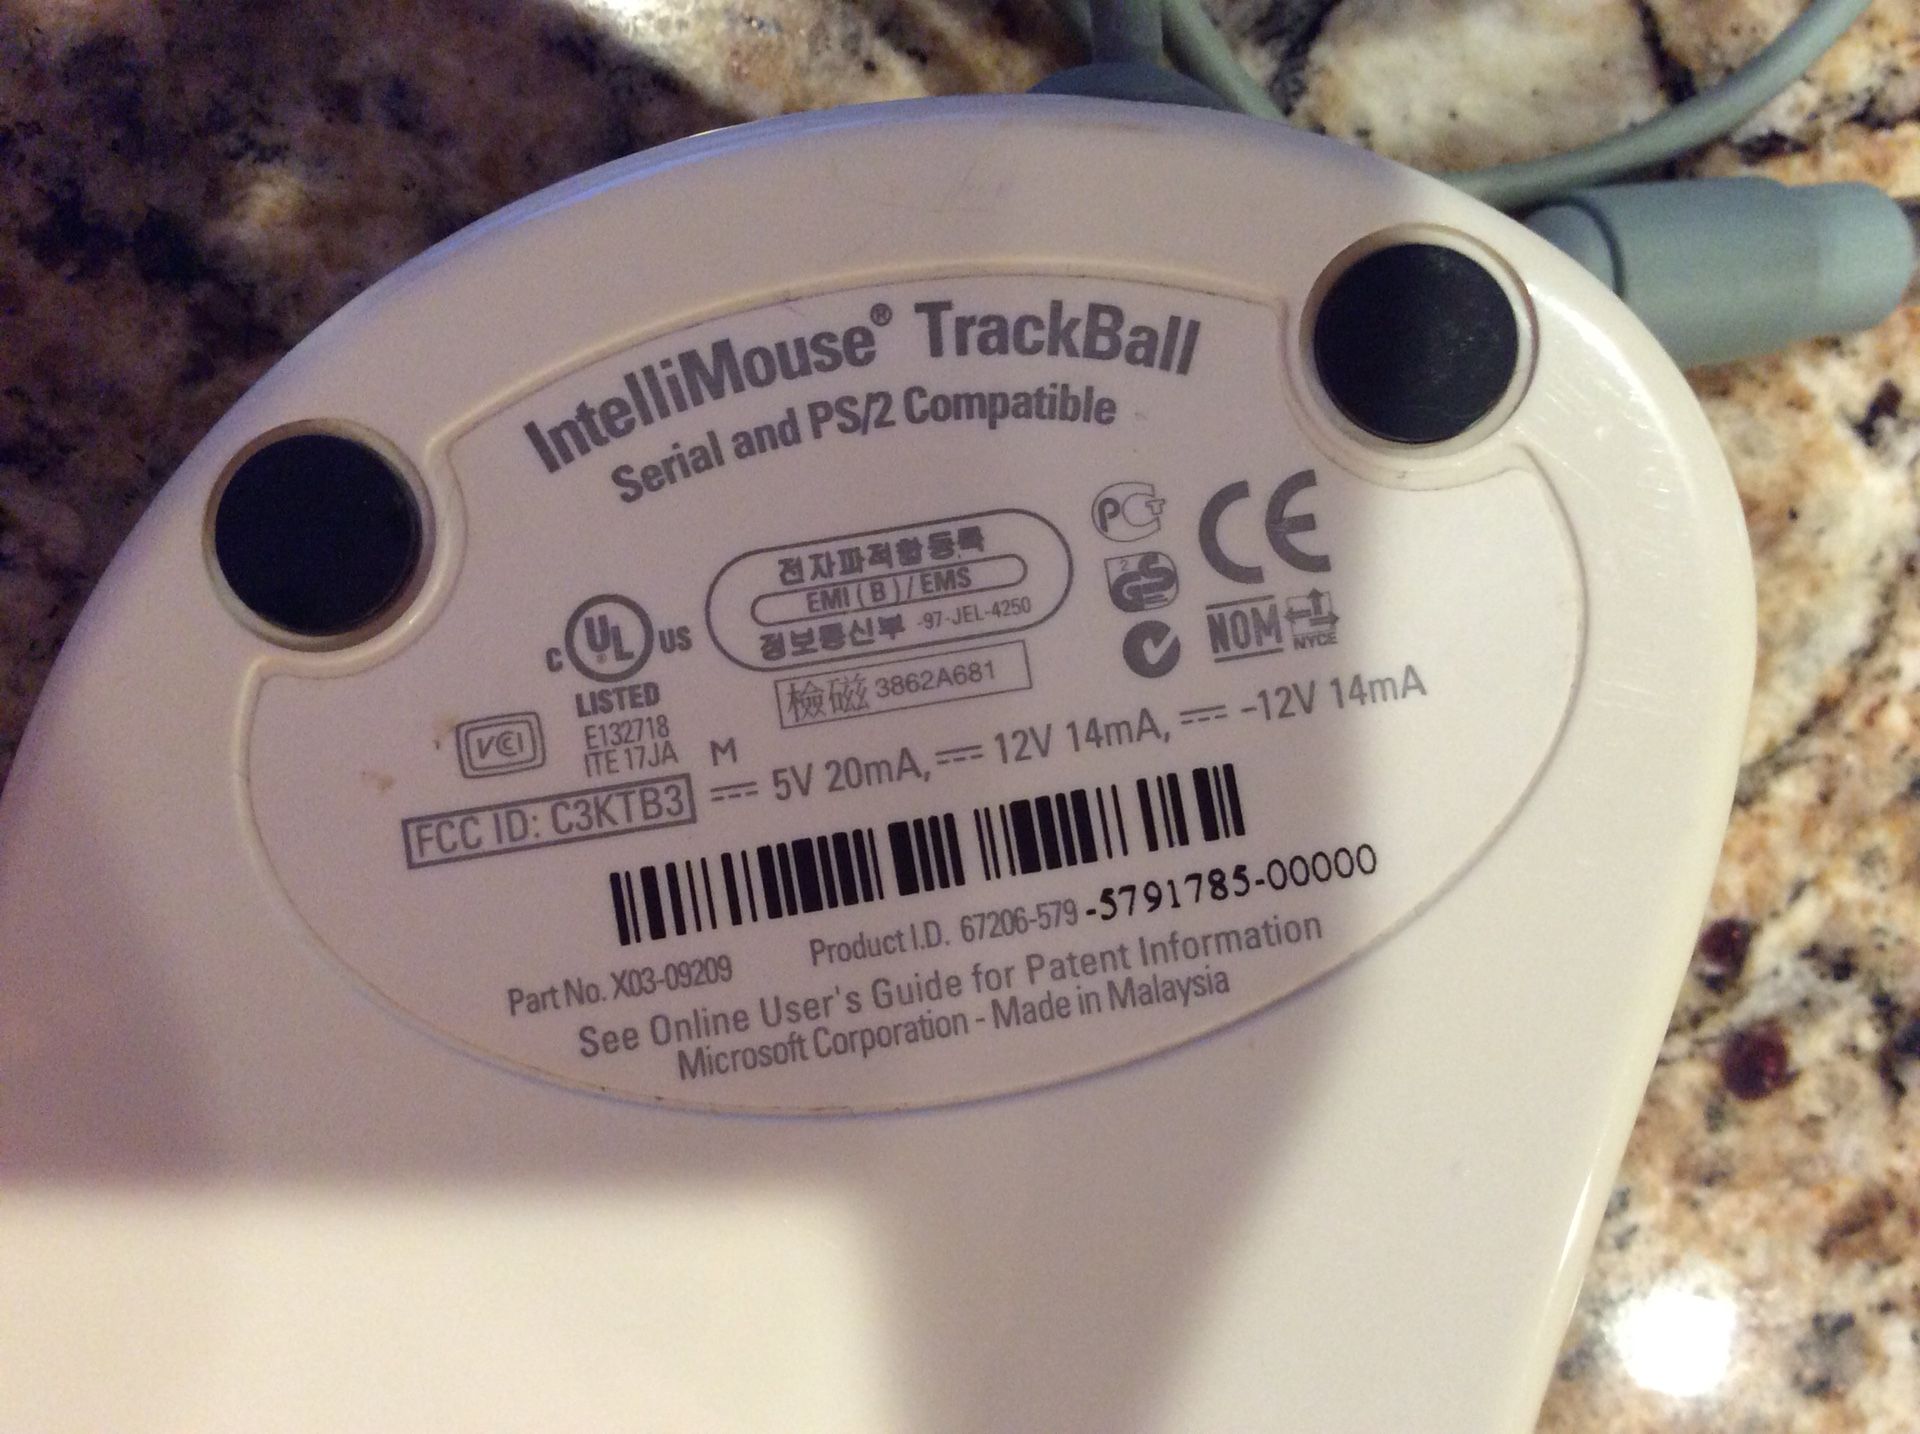 IntelliMouse® TrackBall
Serial and PS/2 Compatible
전자파적합등록
EMI ( B ) / EMS
정보통신부 -97-JEL-4250
檢磁 3862A681
C UL® US
LISTED
E132718
ITE 17JA
M
VCI
PCT
2 GS
CE
NOM
NYCE
FCC ID: C3KTB3
5V 20mA, 12V 14mA, -12V 14mA
Part No. X03-09209 Product I.D. 67206-579 -5791785-00000
See Online User's Guide for Patent Information
Microsoft Corporation - Made in Malaysia